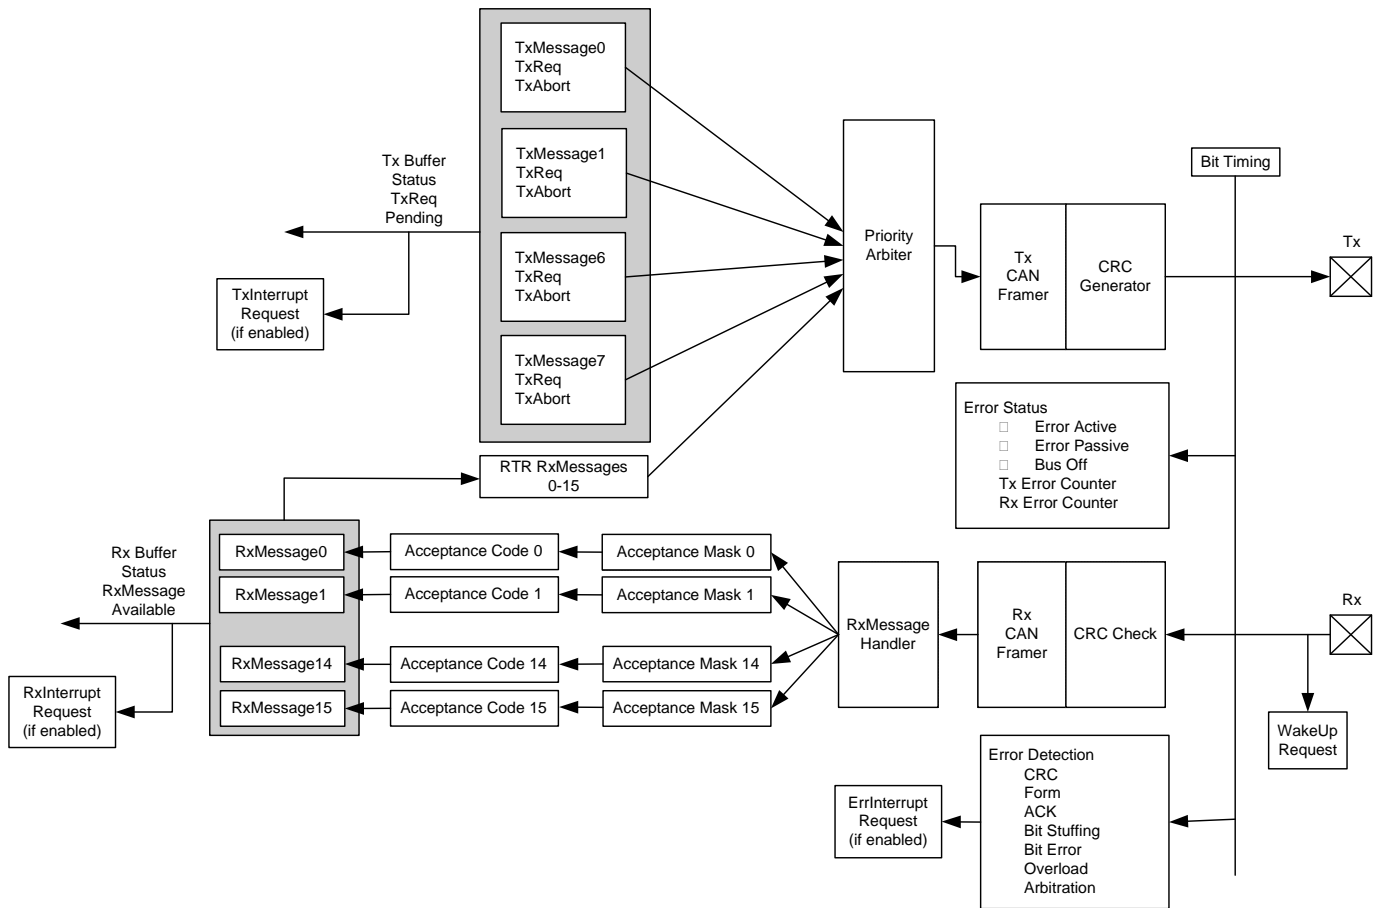 TxMessage0
TxReq
TxAbort
TxMessage1
TxReq
TxAbort
TxMessage6
TxReq
TxAbort
TxMessage7
TxReq
TxAbort
Tx Buffer
Status
TxReq
Pending
TxInterrupt
Request
(if enabled)
Priority
Arbiter
Tx
CAN
Framer
CRC
Generator
Bit Timing
Tx
Error Status
Error Active
Error Passive
Bus Off
Tx Error Counter
Rx Error Counter
RTR RxMessages
0-15
Rx Buffer
Status
RxMessage
Available
RxInterrupt
Request
(if enabled)
RxMessage0
RxMessage1
RxMessage14
RxMessage15
Acceptance Code 0
Acceptance Code 1
Acceptance Code 14
Acceptance Code 15
Acceptance Mask 0
Acceptance Mask 1
Acceptance Mask 14
Acceptance Mask 15
RxMessage
Handler
Rx
CAN
Framer
CRC Check
Rx
WakeUp
Request
Error Detection
CRC
Form
ACK
Bit Stuffing
Bit Error
Overload
Arbitration
ErrInterrupt
Request
(if enabled)